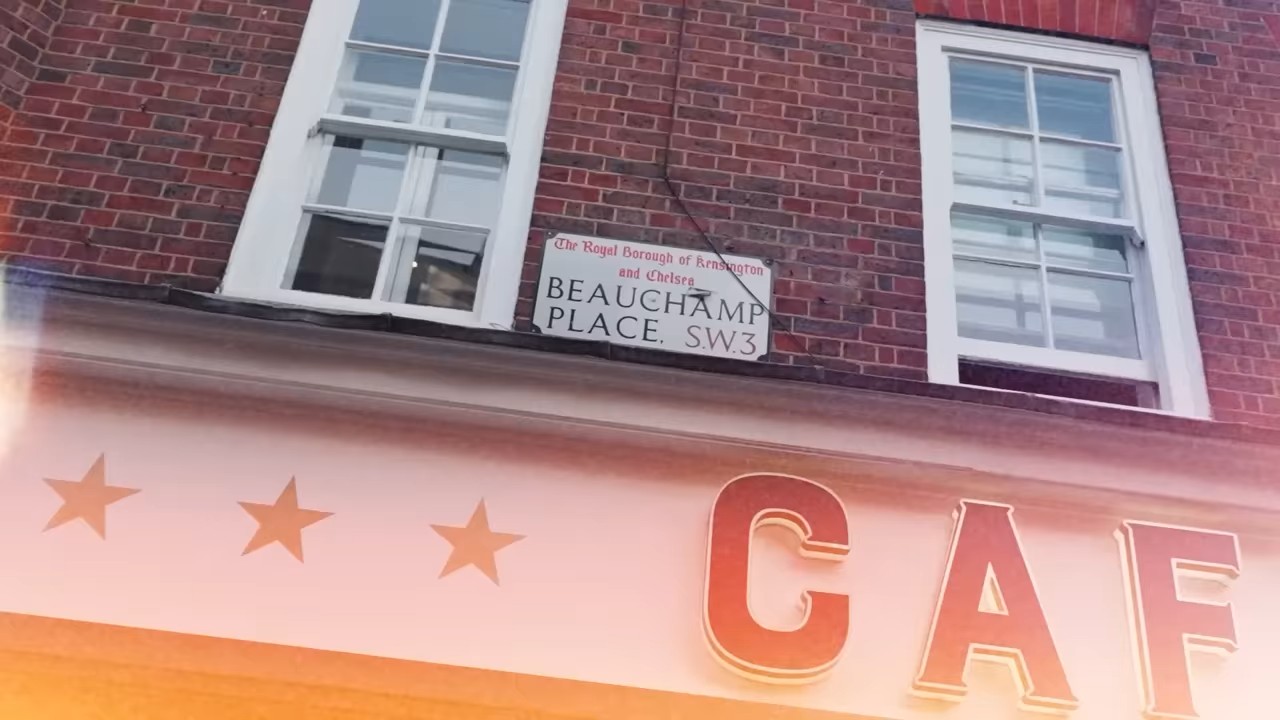 The Royal Borough of Kensington
and Chelsea
BEAUCHAMP
PLACE, S.W.3
CAF